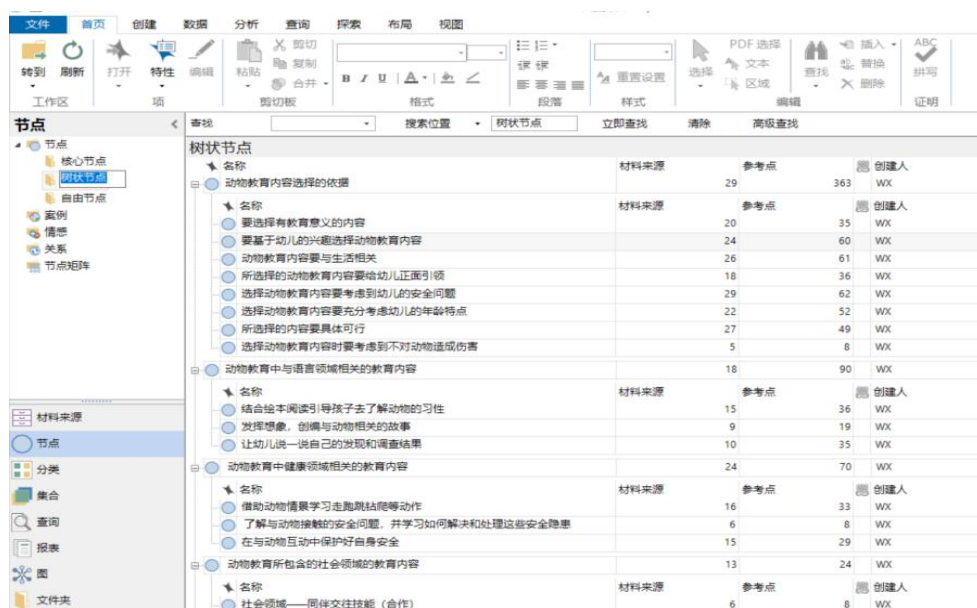 文件 首页 创建 数据 分析 查询 探索 布局 视图
转到 刷新 打开 特性 编辑 粘贴 剪切 复制 合并 B I U A 重置设置 选择 PDF 选择 文本 区域 查找 插入 替换 删除 ABC 拼写
工作区 项 剪切板 格式 段落 样式 编辑 证明
节点 < 查找 搜索位置 树状节点 立即查找 清除 高级查找
节点
核心节点
树状节点
自由节点
案例
情感
关系
节点矩阵
材料来源
节点
分类
集合
查询
报表
图
文件夹
树状节点
名称 材料来源 参考点 创建人
动物教育内容选择的依据 29 363 WX
名称 材料来源 参考点 创建人
要选择有教育意义的内容 20 35 WX
要基于幼儿的兴趣选择动物教育内容 24 60 WX
动物教育内容要与生活相关 26 61 WX
所选择的动物教育内容要给幼儿正面引领 18 36 WX
选择动物教育内容要考虑到幼儿的安全问题 29 62 WX
选择动物教育内容要充分考虑幼儿的年龄特点 22 52 WX
所选择的内容要具体可行 27 49 WX
选择动物教育内容时要考虑到不对动物造成伤害 5 8 WX
动物教育中与语言领域相关的教育内容 18 90 WX
名称 材料来源 参考点 创建人
结合绘本阅读引导孩子去了解动物的习性 15 36 WX
发挥想象，创编与动物相关的故事 9 19 WX
让幼儿说一说自己的发现和调查结果 10 35 WX
动物教育中健康领域相关的教育内容 24 70 WX
名称 材料来源 参考点 创建人
借助动物情景学习走跑跳钻爬等动作 16 33 WX
了解与动物接触的安全问题，并学习如何解决和处理这些安全隐患 6 8 WX
在与动物互动中保护好自身安全 15 29 WX
动物教育所包含的社会领域的教育内容 13 24 WX
名称 材料来源 参考点 创建人
社会领域——同伴交往技能（合作） 6 8 WX